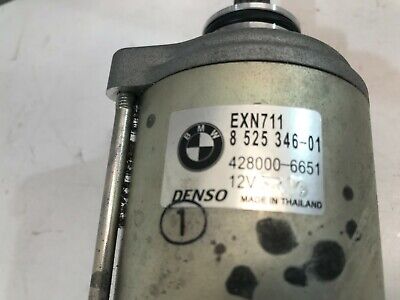 EXN711
BMW
8 525 346-01
428000-6651
12V
DENSO
MADE IN THAILAND
1